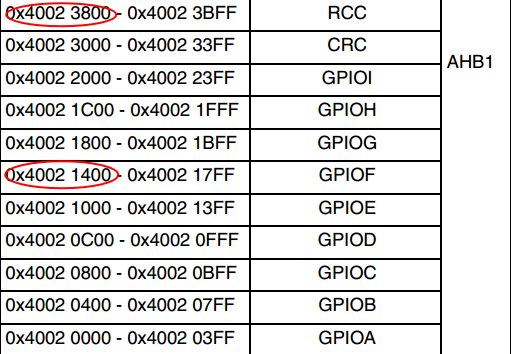 0x4002 3800 - 0x4002 3BFF RCC
0x4002 3000 - 0x4002 33FF CRC
AHB1
0x4002 2000 - 0x4002 23FF GPIOI
0x4002 1C00 - 0x4002 1FFF GPIOH
0x4002 1800 - 0x4002 1BFF GPIOG
0x4002 1400 - 0x4002 17FF GPIOF
0x4002 1000 - 0x4002 13FF GPIOE
0x4002 0C00 - 0x4002 0FFF GPIOD
0x4002 0800 - 0x4002 0BFF GPIOC
0x4002 0400 - 0x4002 07FF GPIOB
0x4002 0000 - 0x4002 03FF GPIOA